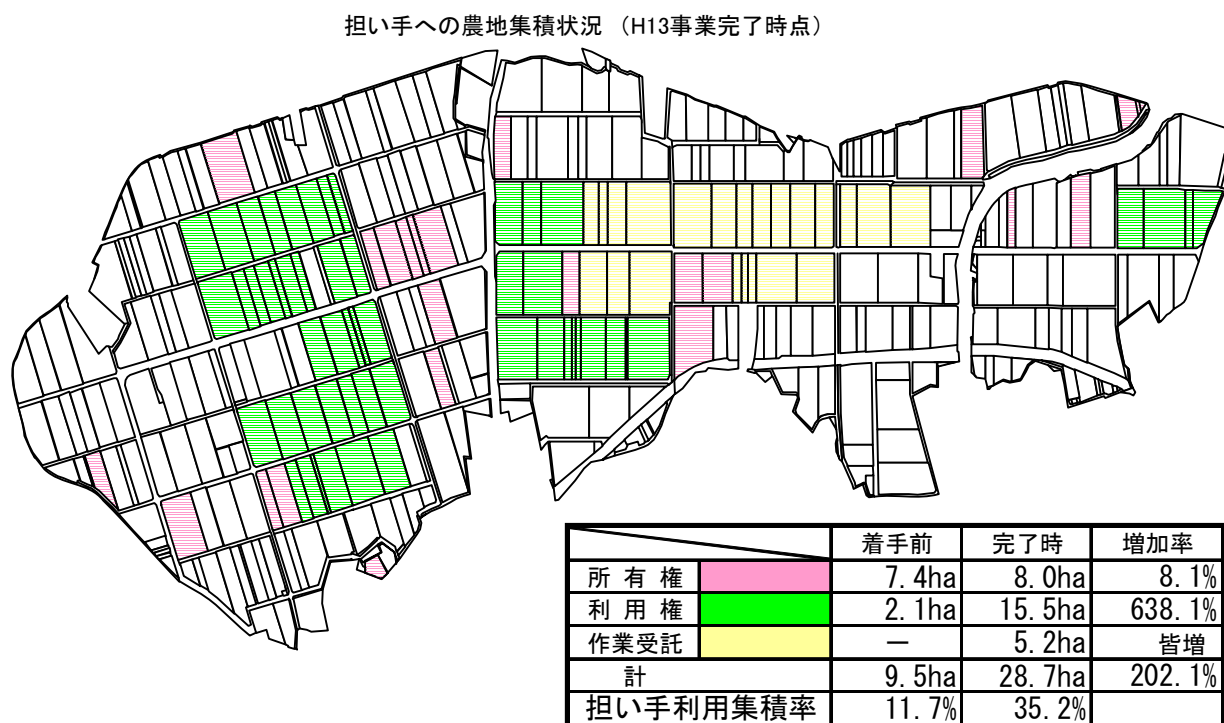 担い手への農地集積状況 (H13事業完了時点)
着手前 完了時 増加率
所有権 7.4ha 8.0ha 8.1%
利用権 2.1ha 15.5ha 638.1%
作業受託 － 5.2ha 皆増
計 9.5ha 28.7ha 202.1%
担い手利用集積率 11.7% 35.2%